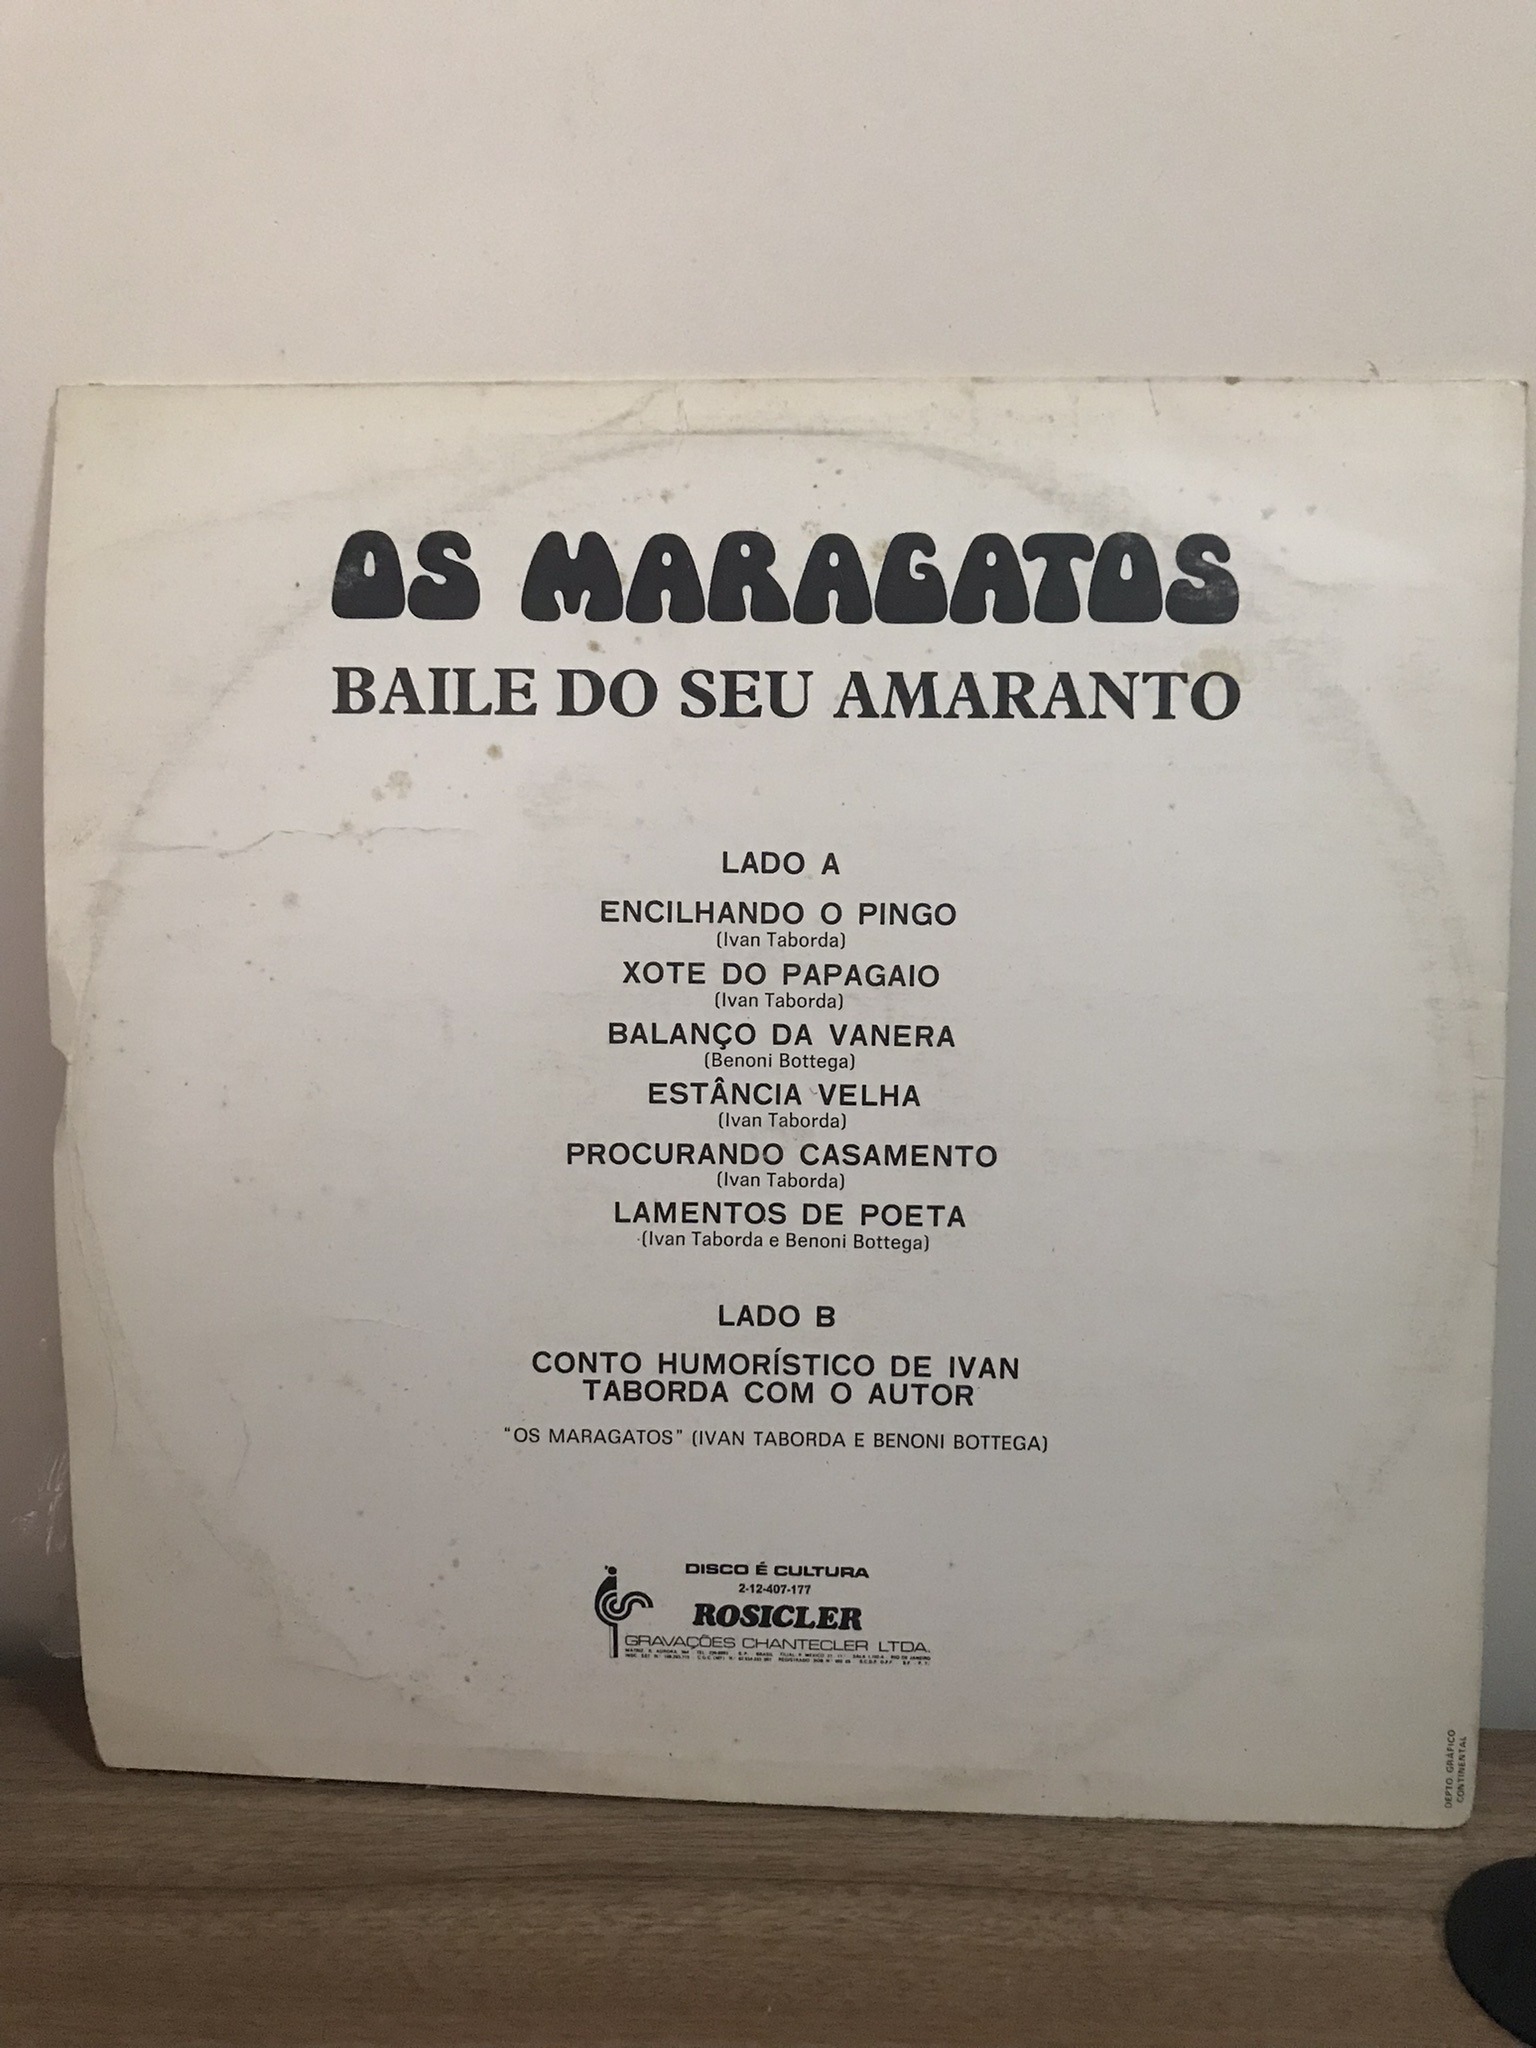 OS MARAGATOS
BAILE DO SEU AMARANTO
LADO A
ENCILHANDO O PINGO
(Ivan Taborda)
XOTE DO PAPAGAIO
(Ivan Taborda)
BALANÇO DA VANERA
(Benoni Bottega)
ESTÂNCIA VELHA
(Ivan Taborda)
PROCURANDO CASAMENTO
(Ivan Taborda)
LAMENTOS DE POETA
(Ivan Taborda e Benoni Bottega)
LADO B
CONTO HUMORÍSTICO DE IVAN
TABORDA COM O AUTOR
"OS MARAGATOS" (IVAN TABORDA E BENONI BOTTEGA)
DISCO É CULTURA
2-12-407-177
ROSICLER
GRAVAÇÕES CHANTECLER LTDA.
DEPTO GRÁFICO
CONTINENTAL